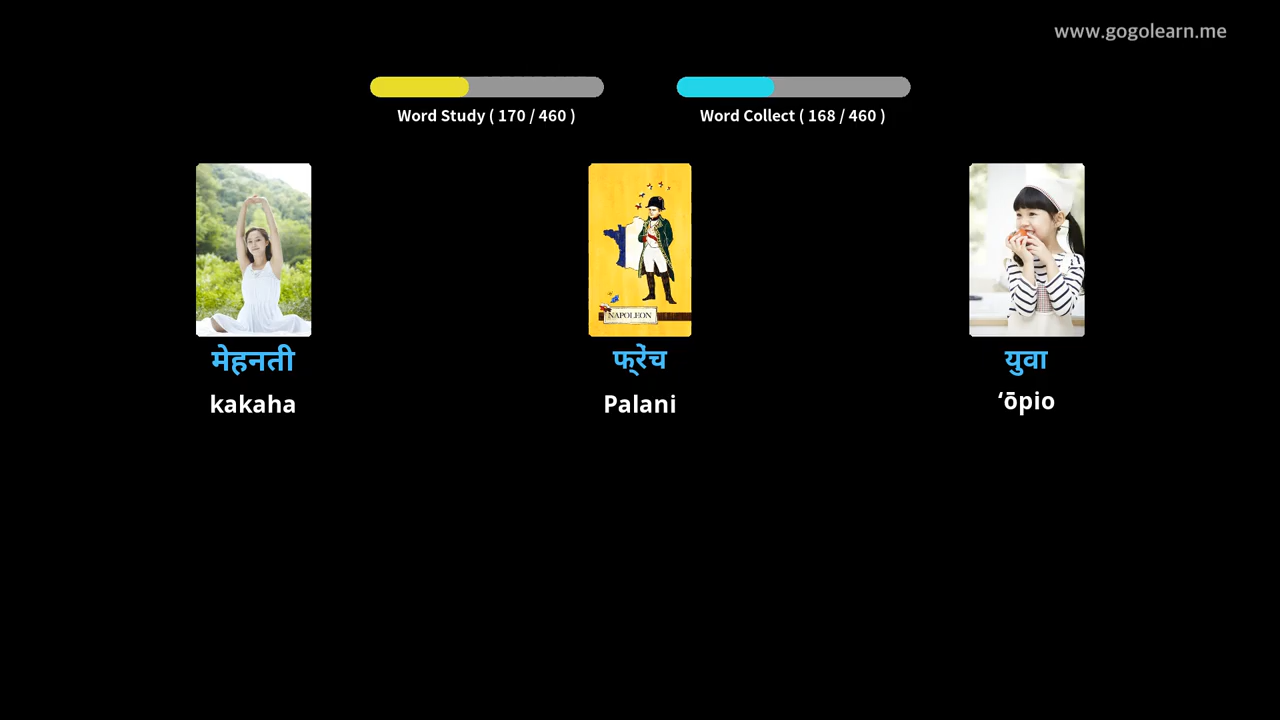 www.gogolearn.me
Word Study ( 170 / 460 )
Word Collect ( 168 / 460 )
NAPOLEON
मेहनती
फ्रेंच
युवा
kakaha
Palani
ʻōpio